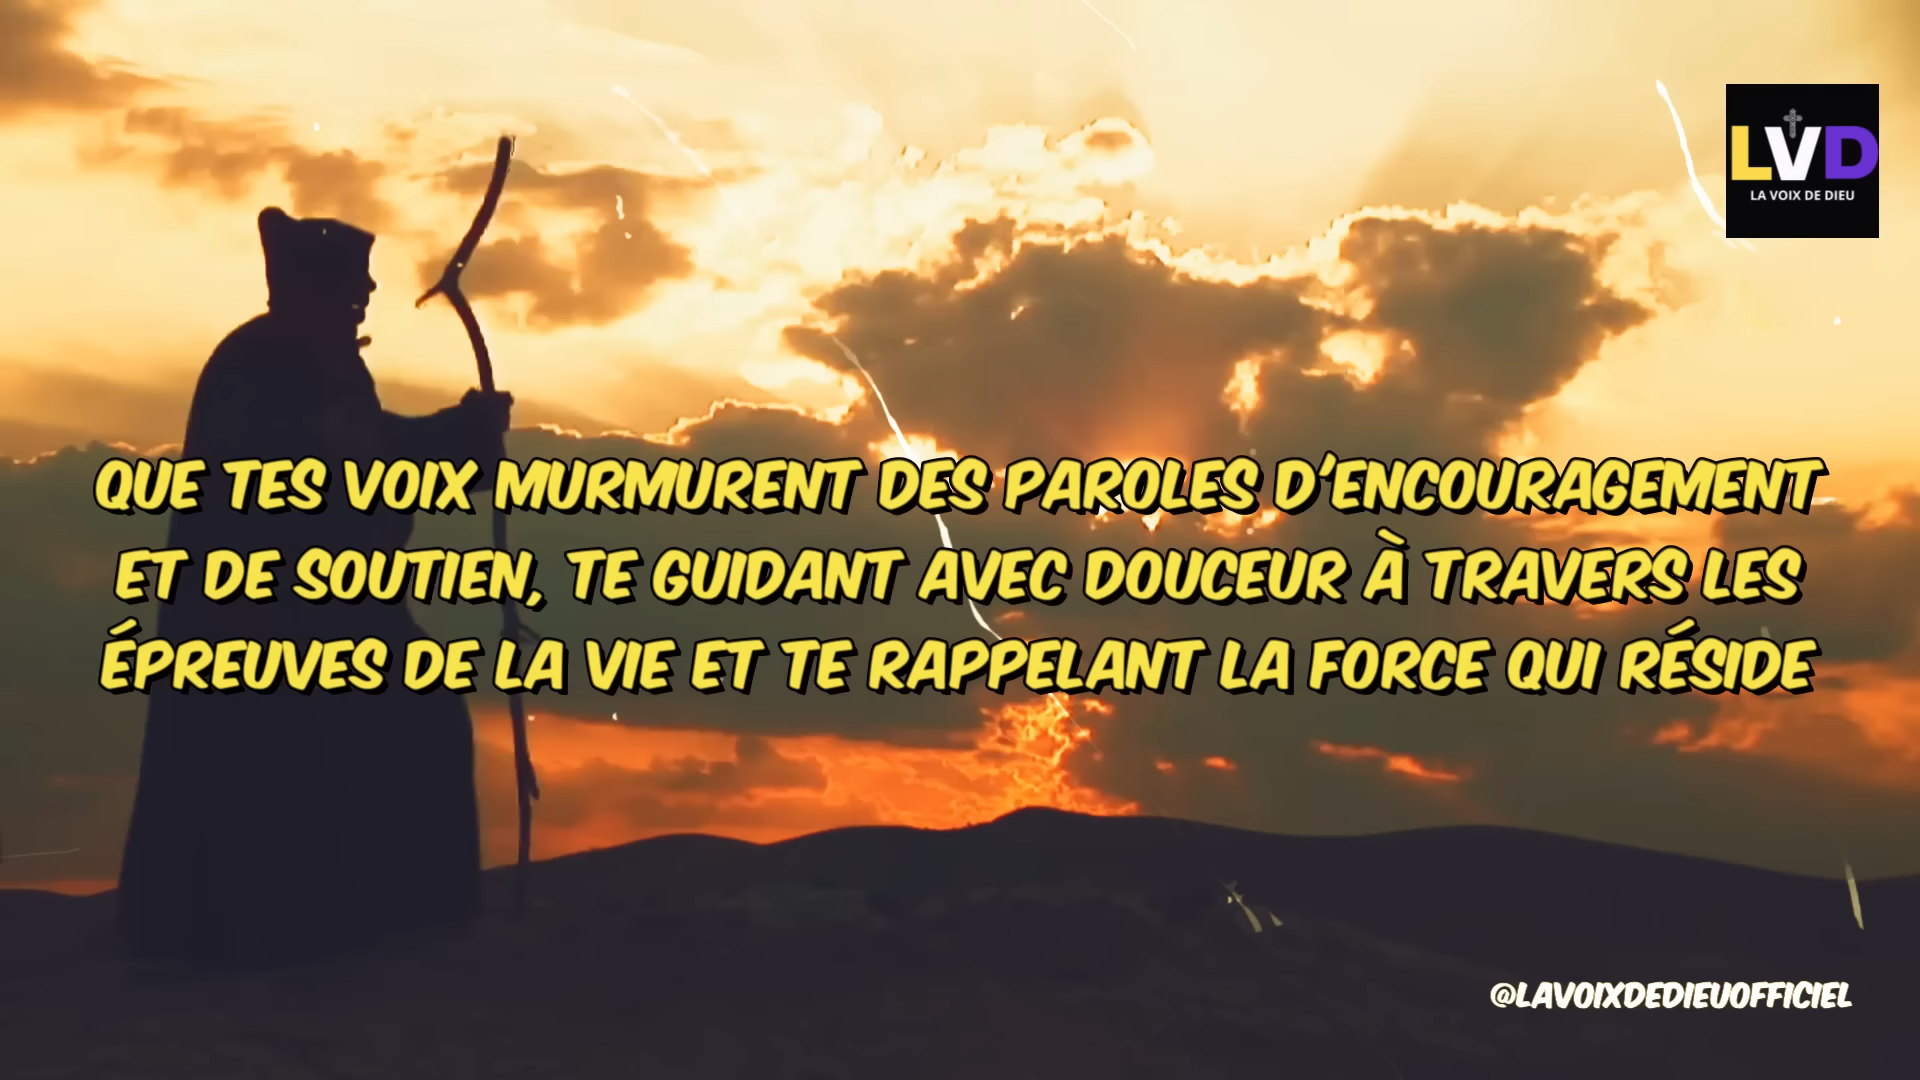 LVD
LA VOIX DE DIEU
QUE TES VOIX MURMURENT DES PAROLES D'ENCOURAGEMENT
ET DE SOUTIEN, TE GUIDANT AVEC DOUCEUR À TRAVERS LES
ÉPREUVES DE LA VIE ET TE RAPPELANT LA FORCE QUI RÉSIDE
@LAVOIXDEDIEUOFFICIEL